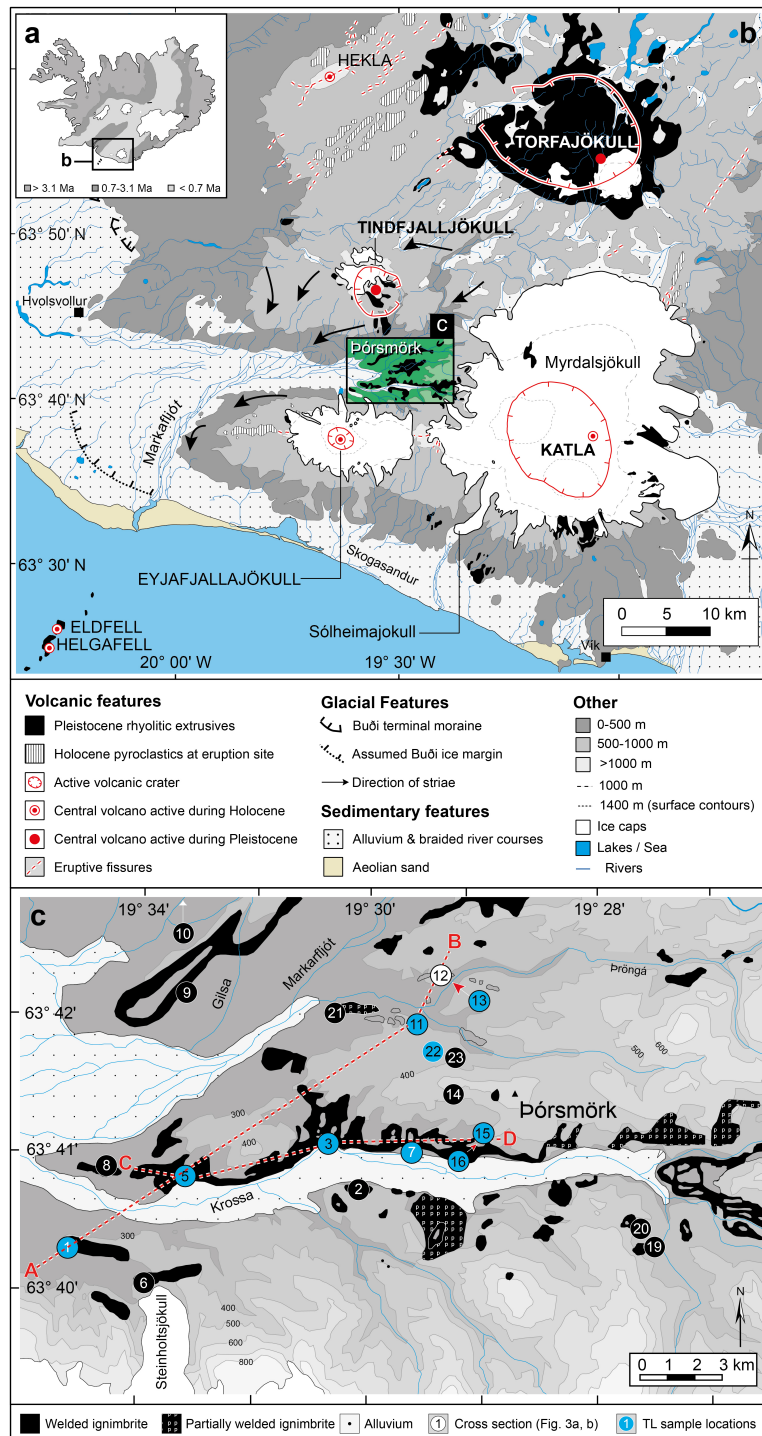 a
b
> 3.1 Ma
0.7-3.1 Ma
< 0.7 Ma
b
HEKLA
TORFAJÖKULL
63°50' N
TINDFJALLJÖKULL
Hvolsvollur
c
Þórsmörk
Myrdalsjökull
63°40' N
Markafljót
KATLA
N
63°30' N
EYJAFJALLAJÖKULL
Skogasandur
0 5 10 km
ELDFELL
HELGAFELL
Sólheimajokull
Vík
20°00' W
19°30' W
Volcanic features
Pleistocene rhyolitic extrusives
Holocene pyroclastics at eruption site
Active volcanic crater
Central volcano active during Holocene
Central volcano active during Pleistocene
Eruptive fissures
Glacial Features
Buði terminal moraine
Assumed Buði ice margin
Direction of striae
Sedimentary features
Alluvium & braided river courses
Aeolian sand
Other
0-500 m
500-1000 m
>1000 m
1000 m
1400 m (surface contours)
Ice caps
Lakes / Sea
Rivers
c
19°34'
19°30'
19°28'
10
B
Þröngá
Markarfljót
12
Gilsa
9
13
63°42'
21
11
500
600
22
23
400
14
300
Þórsmörk
400
15
63°41'
3
D
7
8
C
16
5
Krossa
2
300
20
1
19
A
6
63°40'
Steinholtsjökull
400
500
600
800
N
0 1 2 3 km
Welded ignimbrite
Partially welded ignimbrite
Alluvium
1 Cross section (Fig. 3a, b)
1 TL sample locations